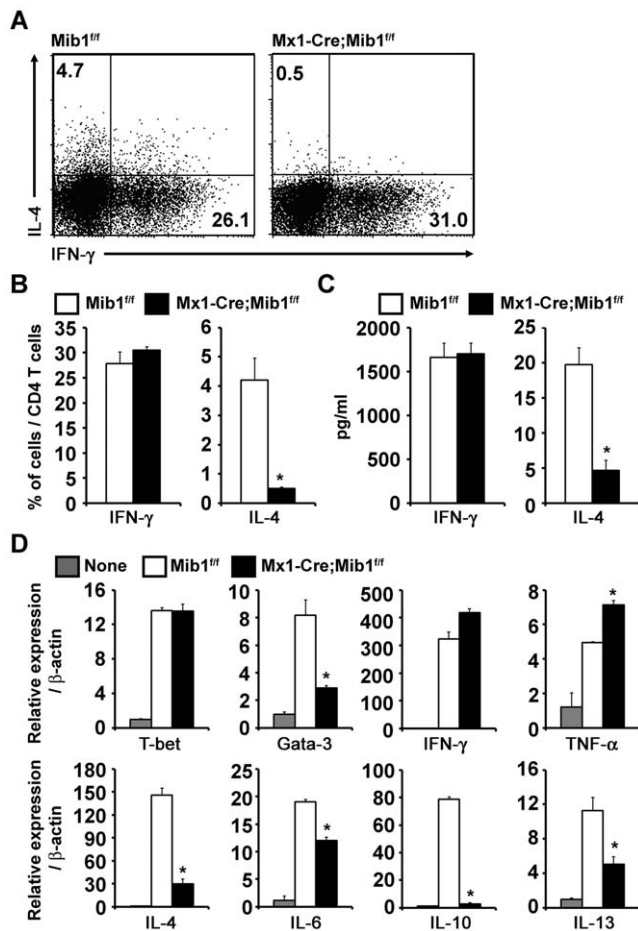 A
Mib1f/f
Mx1-Cre;Mib1f/f
4.7
0.5
26.1
31.0
IL-4
IFN-γ
B
Mib1f/f
Mx1-Cre;Mib1f/f
C
Mib1f/f
Mx1-Cre;Mib1f/f
% of cells / CD4 T cells
35
30
25
20
15
10
5
0
IFN-γ
6
5
4
3
2
1
0
*
IL-4
pg/ml
2000
1500
1000
500
0
IFN-γ
25
20
15
10
5
0
*
IL-4
D
None
Mib1f/f
Mx1-Cre;Mib1f/f
Relative expression
/ β-actin
16
12
8
4
0
T-bet
10
8
6
4
2
0
*
Gata-3
500
400
300
200
100
0
IFN-γ
8
6
4
2
0
*
TNF-α
Relative expression
/ β-actin
180
150
120
90
60
30
0
*
IL-4
25
20
15
10
5
0
*
IL-6
100
80
60
40
20
0
*
IL-10
16
12
8
4
0
*
IL-13